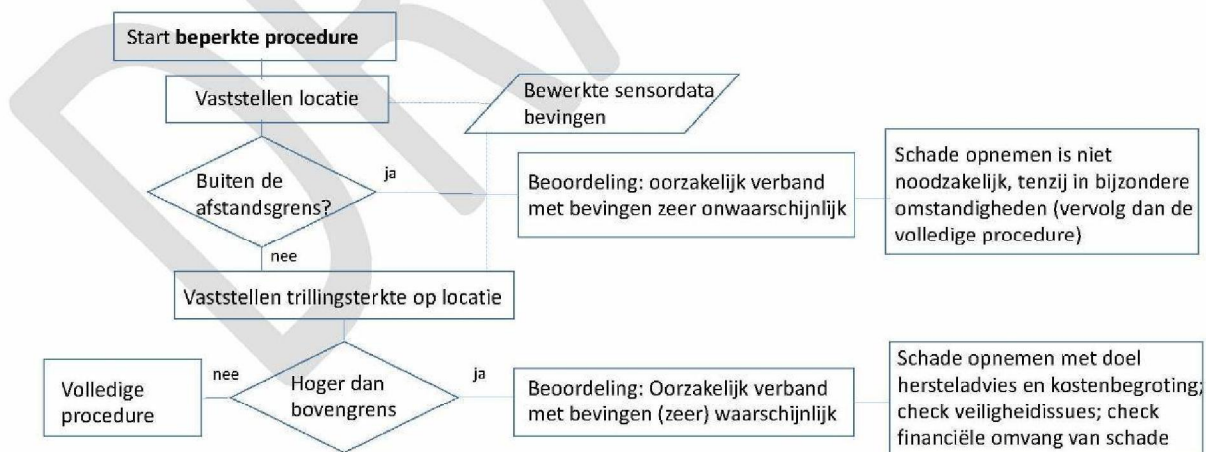 Start beperkte procedure
Vaststellen locatie
Bewerkte sensordata
bevingen
Buiten de
afstandsgrens?
ja
Beoordeling: oorzakelijk verband
met bevingen zeer onwaarschijnlijk
Schade opnemen is niet
noodzakelijk, tenzij in bijzondere
omstandigheden (vervolg dan de
volledige procedure)
nee
Vaststellen trillingsterkte op locatie
Volledige
procedure
nee
Hoger dan
bovengrens
ja
Beoordeling: Oorzakelijk verband
met bevingen (zeer) waarschijnlijk
Schade opnemen met doel
hersteladvies en kostenbegroting;
check veiligheidissues; check
financiële omvang van schade